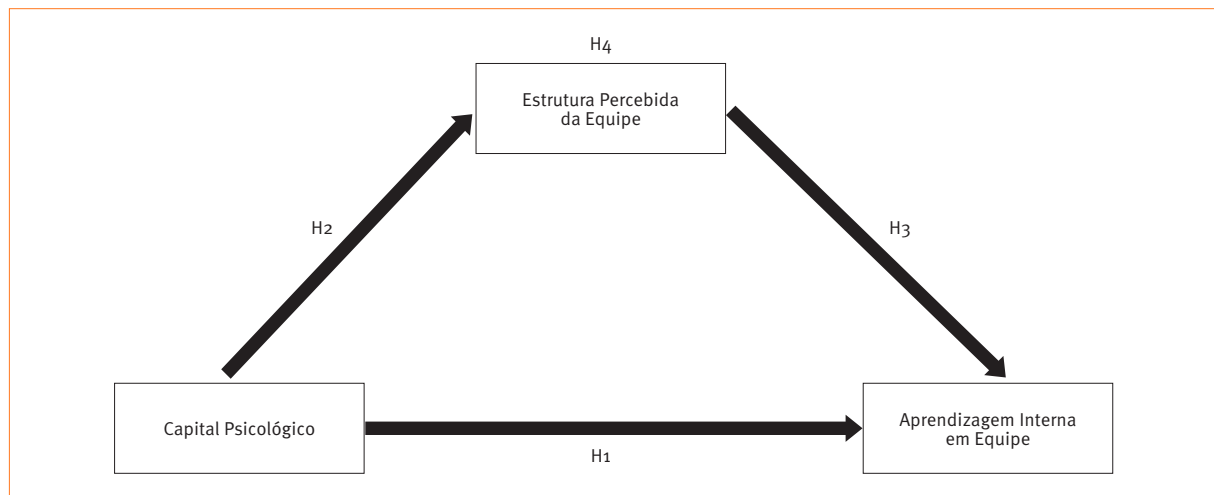 H4
Estrutura Percebida
da Equipe
H2
H3
Capital Psicológico
Aprendizagem Interna
em Equipe
H1